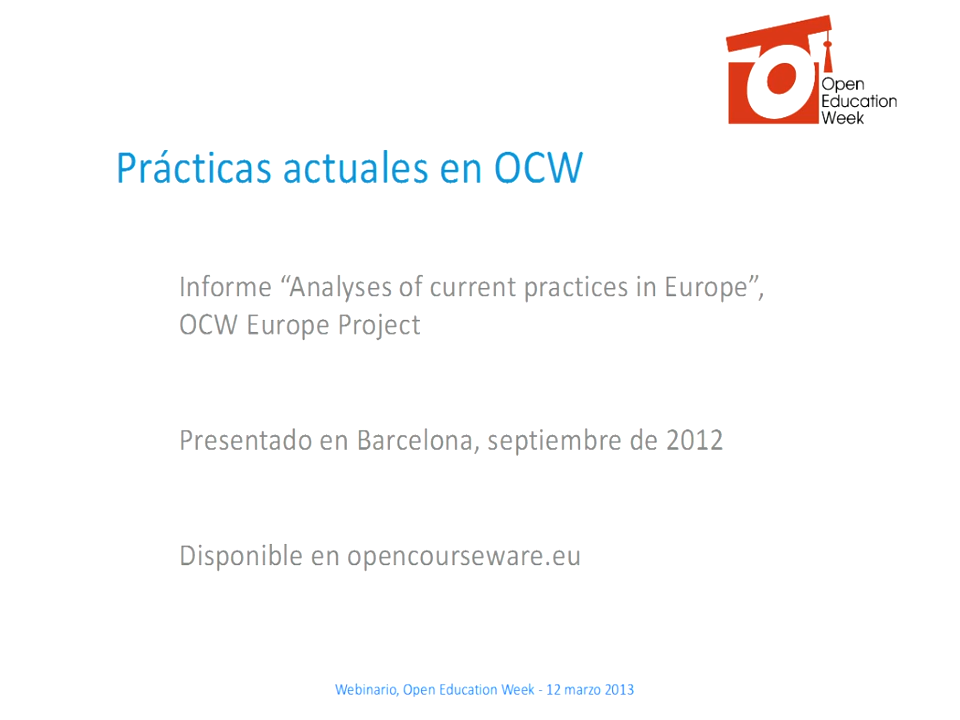 Open
Education
Week
Prácticas actuales en OCW
Informe “Analyses of current practices in Europe”,
OCW Europe Project
Presentado en Barcelona, septiembre de 2012
Disponible en opencourseware.eu
Webinario, Open Education Week - 12 marzo 2013